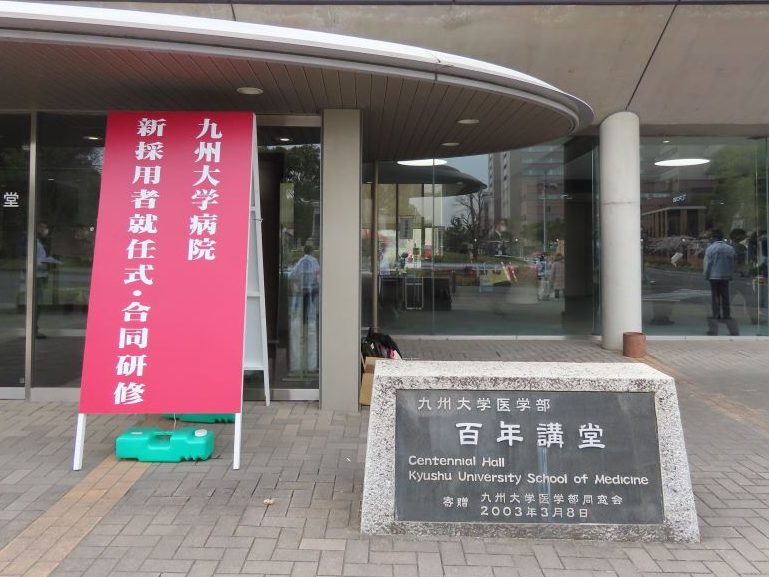 九州大学病院
新採用者就任式・合同研修
堂
九州大学医学部
百年講堂
Centennial Hall
Kyushu University School of Medicine
寄贈 九州大学医学部同窓会
2003年3月8日